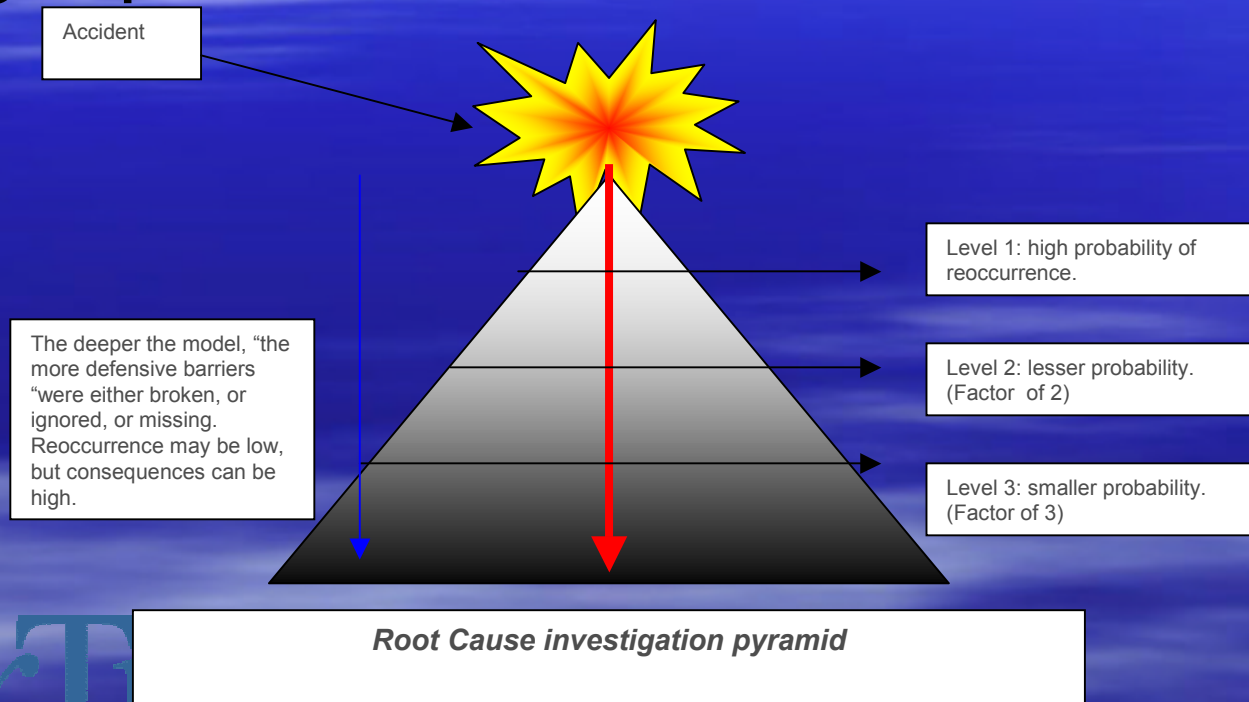 Accident
Level 1: high probability of
reoccurrence.
The deeper the model, “the
more defensive barriers
“were either broken, or
ignored, or missing.
Reoccurrence may be low,
but consequences can be
high.
Level 2: lesser probability.
(Factor  of 2)
Level 3: smaller probability.
(Factor of 3)
Root Cause investigation pyramid